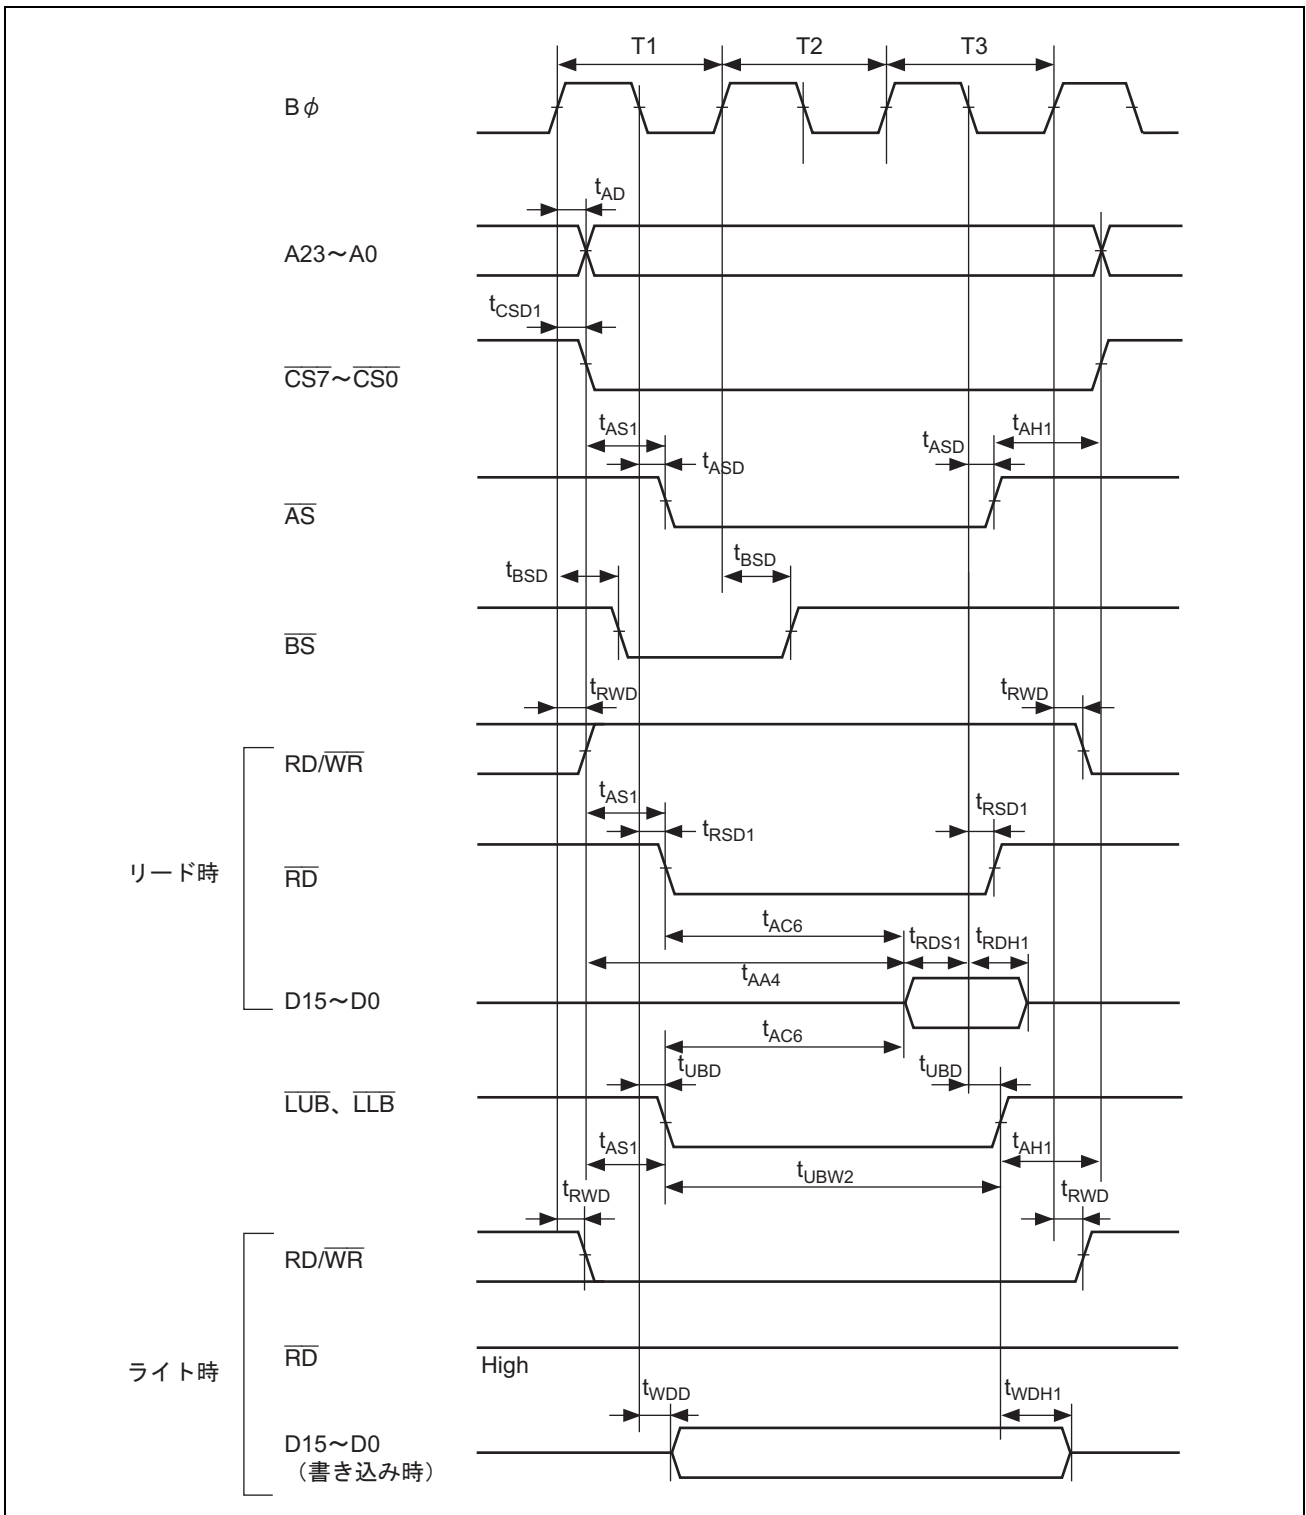 T1 T2 T3
Bφ
tAD
A23～A0
tCSD1
CS7～CS0
tAS1 tASD tASD tAH1
AS
tBSD tBSD
BS
tRWD tRWD
RD/WR
tAS1 tRSD1 tRSD1
リード時
RD
tAC6 tRDS1 tRDH1
tAA4
D15～D0
tAC6
tUBD tUBD
LUB、LLB
tAS1 tAH1
tUBW2
tRWD tRWD
RD/WR
ライト時
RD
High
tWDD tWDH1
D15～D0
（書き込み時）